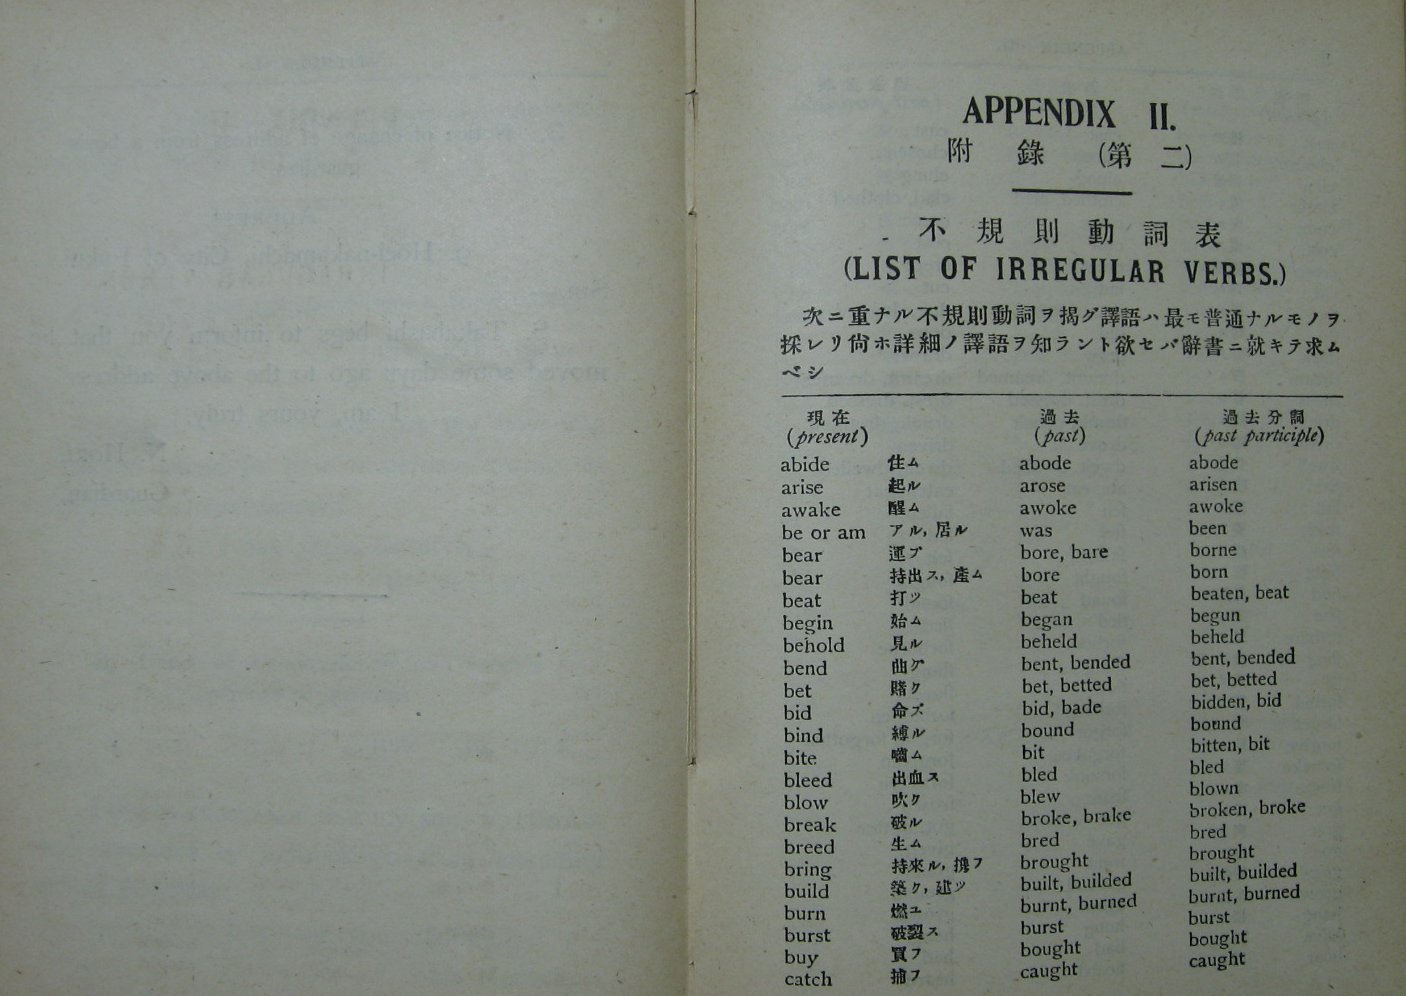 APPENDIX II.
附錄 (第二)
不規則動詞表
(LIST OF IRREGULAR VERBS.)
次ニ重ナル不規則動詞ヲ揭グ譯語ハ最モ普通ナルモノヲ
採レリ尙ホ詳細ノ譯語ヲ知ラント欲セバ辭書ニ就キテ求ム
ベシ
現在 過去 過去分詞
(present) (past) (past participle)
abide 住ム abode abode
arise 起ル arose arisen
awake 醒ム awoke awoke
be or am アル, 居ル was been
bear 運ブ bore, bare borne
bear 持出ス, 產ム bore born
beat 打ツ beat beaten, beat
begin 始ム began begun
behold 見ル beheld beheld
bend 曲グ bent, bended bent, bended
bet 賭ク bet, betted bet, betted
bid 命ズ bid, bade bidden, bid
bind 縛ル bound bound
bite 嚙ム bit bitten, bit
bleed 出血ス bled bled
blow 吹ク blew blown
break 破ル broke, brake broken, broke
breed 生ム bred bred
bring 持來ル, 携フ brought brought
build 築ク, 建ツ built, builded built, builded
burn 燃ユ burnt, burned burnt, burned
burst 破裂ス burst burst
buy 買フ bought bought
catch 捕フ caught caught